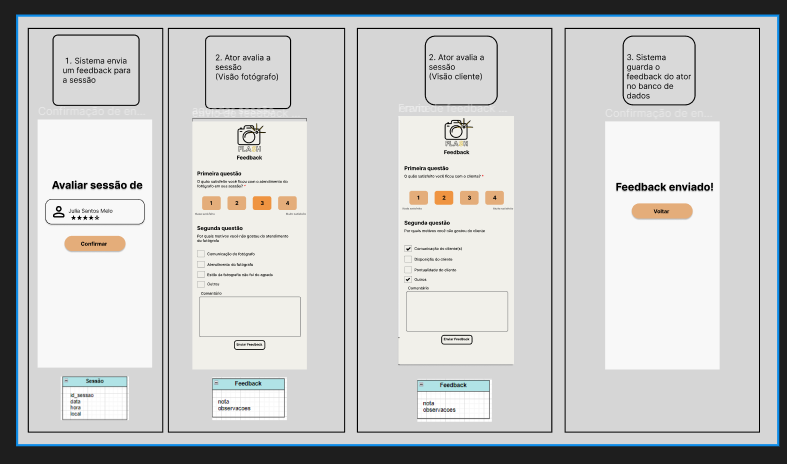 1. Sistema envia
um feedback para
a sessão
Confirmação de en...
Avaliar sessão de
Julia Santos Melo
Confirmar
Sessão
id_sessao
data
hora
local
2. Ator avalia a
sessão
(Visão fotógrafo)
FLASH
Feedback
Primeira questão
O quão satisfeito você ficou com o atendimento do
fotógrafo em sua sessão? *
1 2 3 4
Muito satisfeito
Segunda questão
Por quais motivos você não gostou do atendimento
do fotógrafo
Comunicação do fotógrafo
Atendimento do fotógrafo
Estilo da fotografia não foi do agrado
Outros
Comentário
Enviar Feedback
Feedback
nota
observacoes
2. Ator avalia a
sessão
(Visão cliente)
Envio de feedback ...
FLASH
Feedback
Primeira questão
O quão satisfeito você ficou com o cliente? *
1 2 3 4
Muito satisfeito
Segunda questão
Por quais motivos você não gostou do cliente
Comunicação do cliente(s)
Disposição do cliente
Pontualidade do cliente
Outros
Comentário
Enviar Feedback
Feedback
nota
observacoes
3. Sistema
guarda o
feedback do ator
no banco de
dados
Confirmação de en...
Feedback enviado!
Voltar